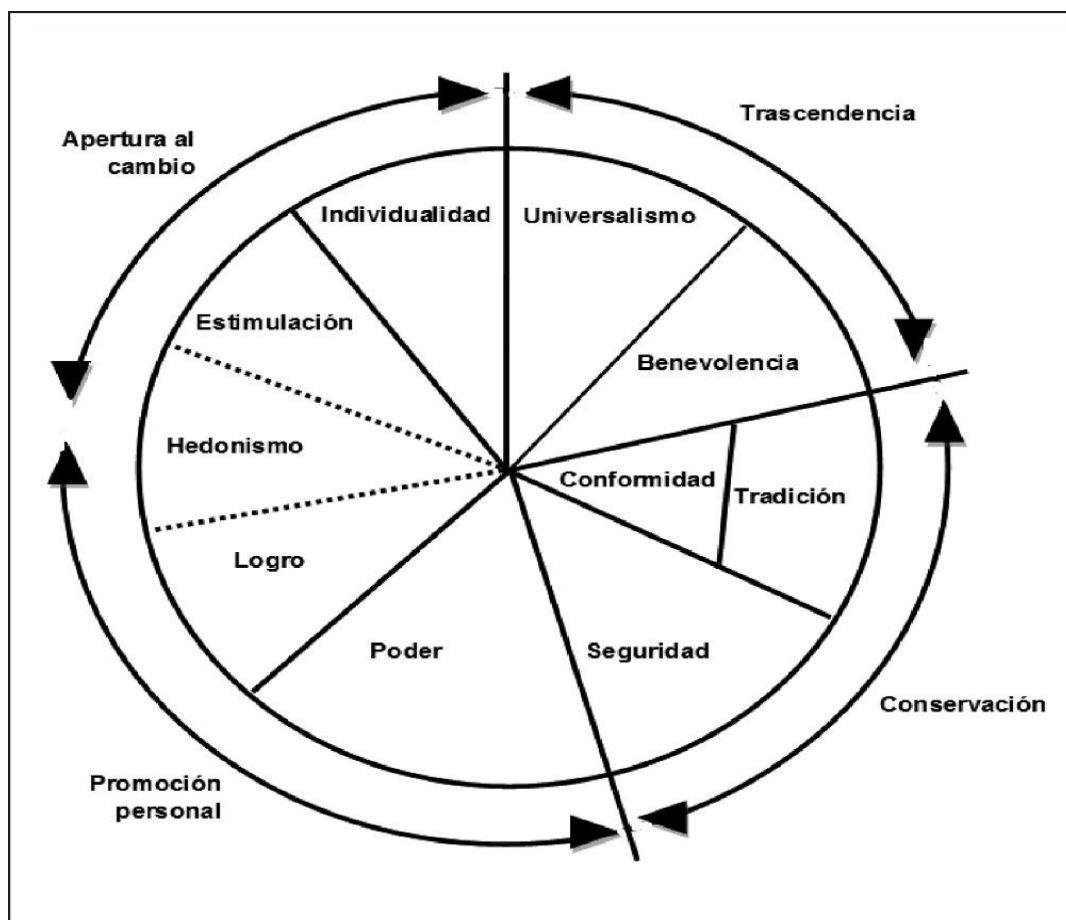 Apertura al
cambio
Trascendencia
Individualidad
Universalismo
Estimulación
Benevolencia
Hedonismo
Conformidad
Tradición
Logro
Poder
Seguridad
Conservación
Promoción
personal